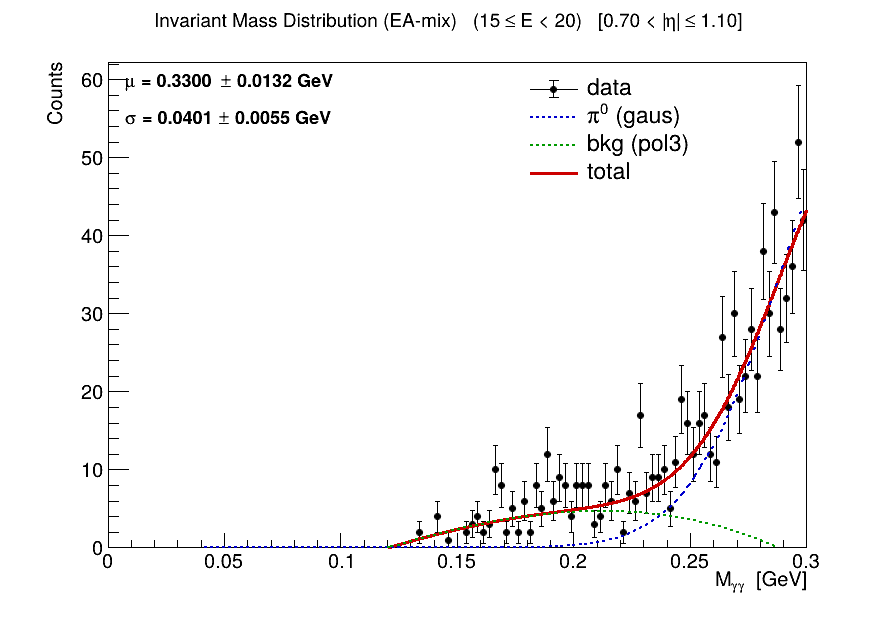 Invariant Mass Distribution (EA-mix) (15 ≤ E < 20) [0.70 < |η| ≤ 1.10]
Counts
μ = 0.3300 ± 0.0132 GeV
σ = 0.0401 ± 0.0055 GeV
data
π⁰ (gaus)
bkg (pol3)
total
60
50
40
30
20
10
0
0 0.05 0.1 0.15 0.2 0.25 0.3
M_γγ [GeV]